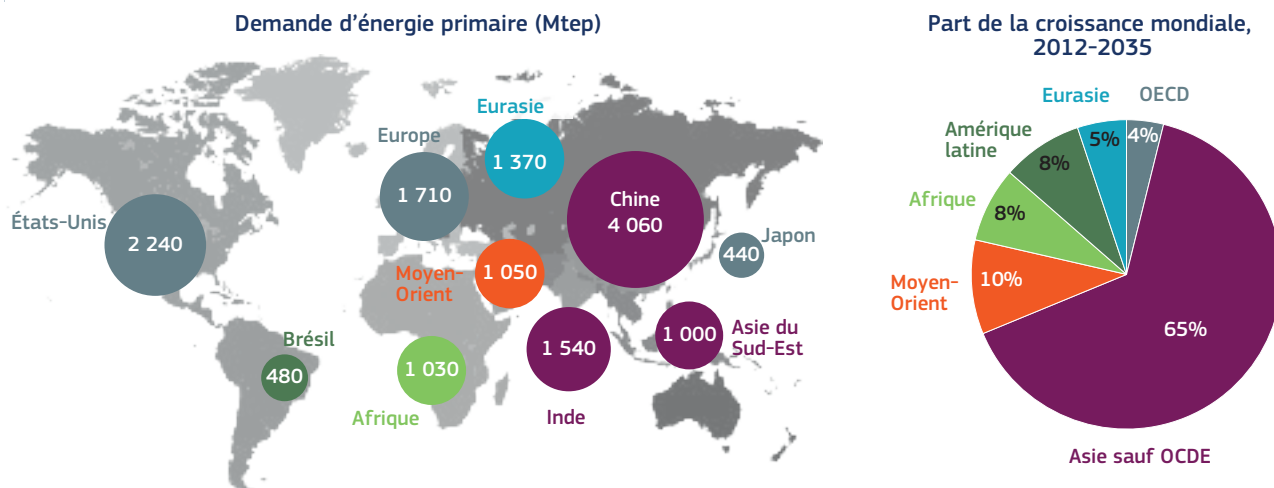 Demande d'énergie primaire (Mtep)
Eurasie
1 370
Europe
1 710
Chine
4 060
États-Unis
2 240
Japon
440
Moyen-
Orient
1 050
Asie du
Sud-Est
1 000
Inde
1 540
Brésil
480
Afrique
1 030
Part de la croissance mondiale,
2012-2035
Eurasie
5%
OECD
4%
Amérique
latine
8%
Afrique
8%
Moyen-
Orient
10%
65%
Asie sauf OCDE